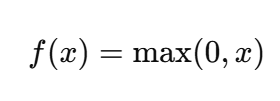 f(x) = max(0, x)